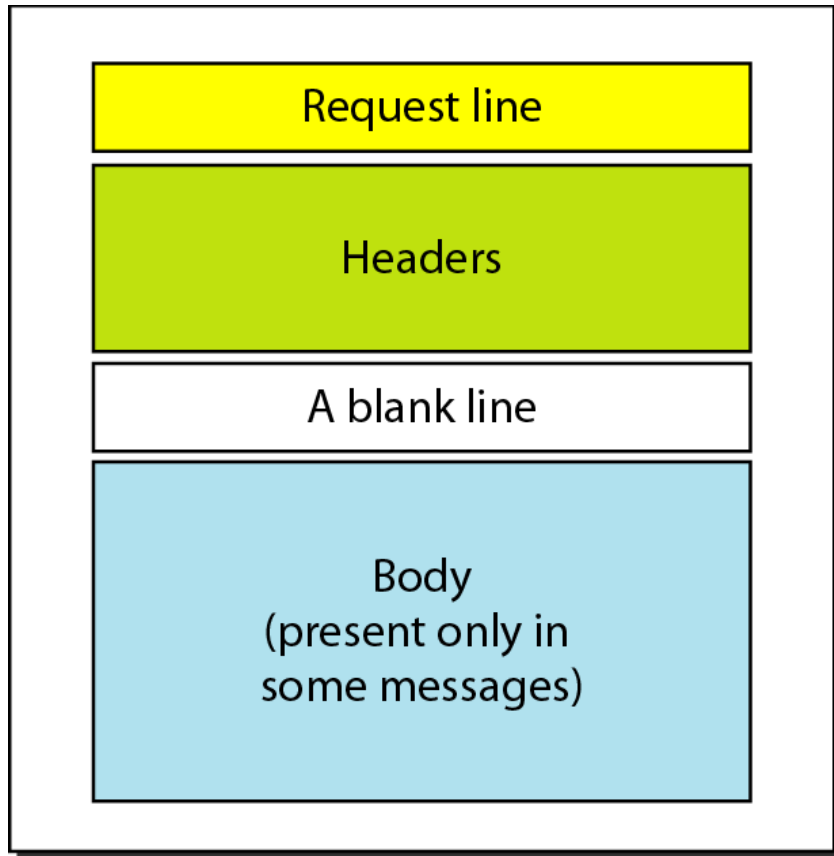 Request line
Headers
A blank line
Body
(present only in
some messages)